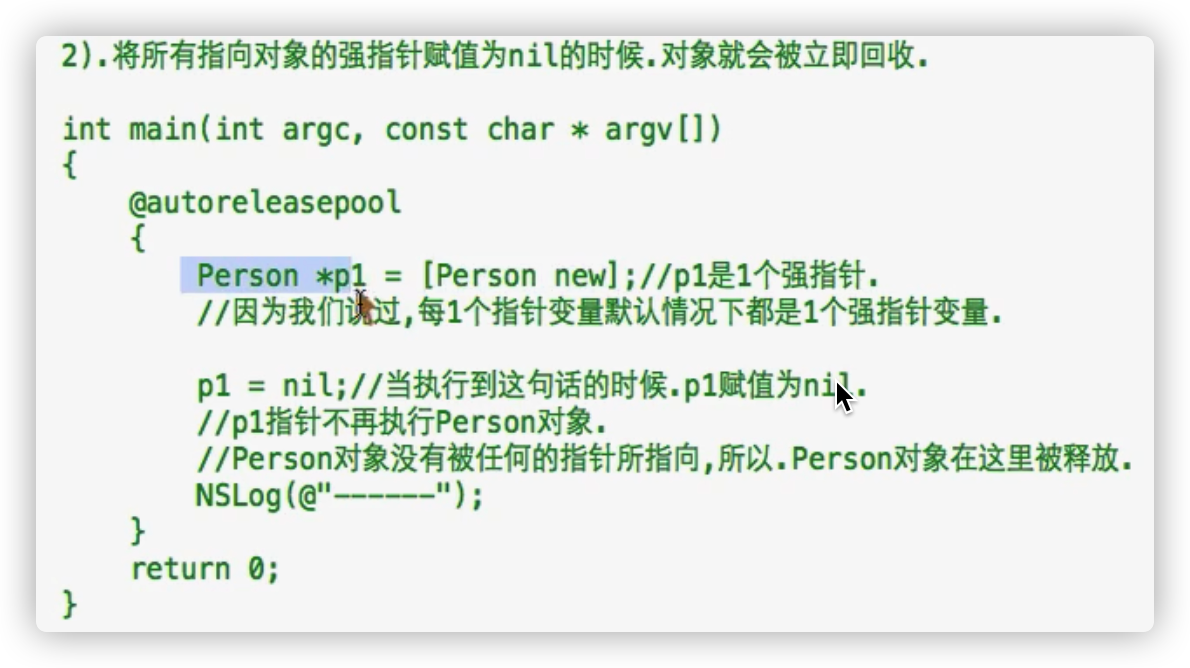 2).将所有指向对象的强指针赋值为nil的时候.对象就会被立即回收.
int main(int argc, const char * argv[])
{
@autoreleasepool
{
Person *p1 = [Person new];//p1是1个强指针.
//因为我们说过,每1个指针变量默认情况下都是1个强指针变量.
p1 = nil;//当执行到这句话的时候.p1赋值为nil.
//p1指针不再执行Person对象.
//Person对象没有被任何的指针所指向,所以.Person对象在这里被释放.
NSLog(@"------");
}
return 0;
}